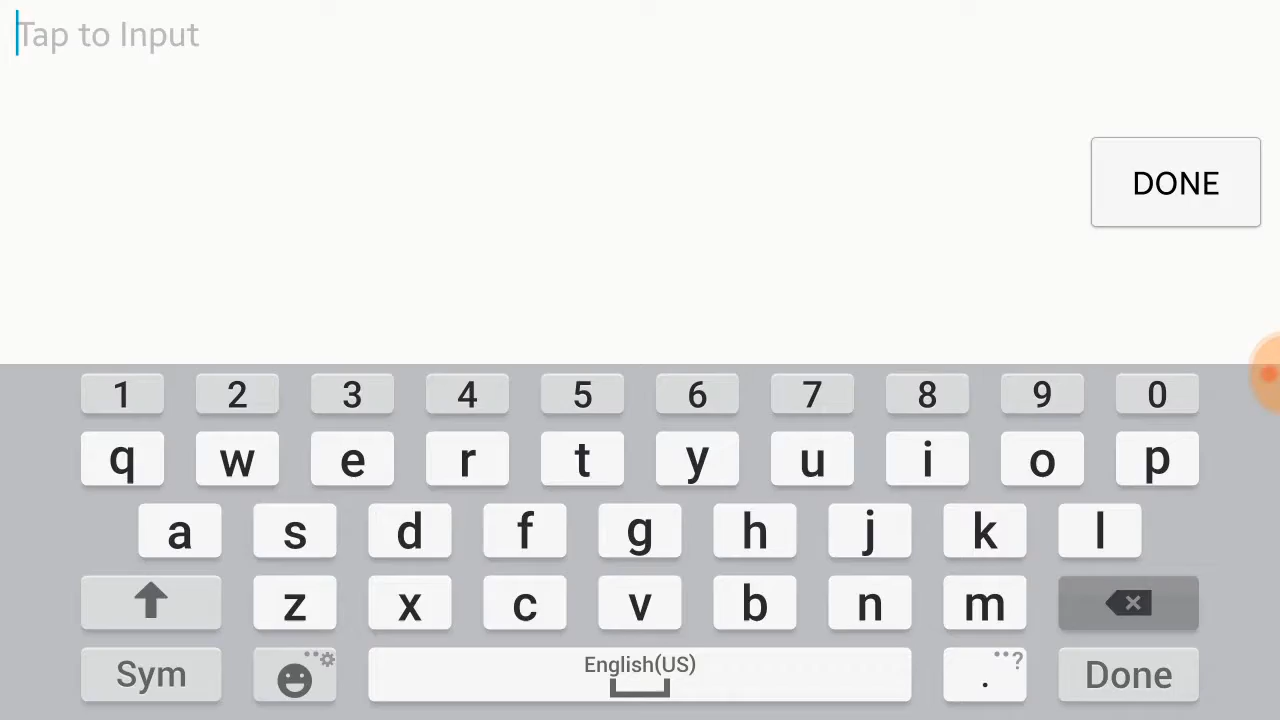 Tap to Input
DONE
1 2 3 4 5 6 7 8 9 0
q w e r t y u i o p
a s d f g h j k l
z x c v b n m
Sym English(US) . ? Done